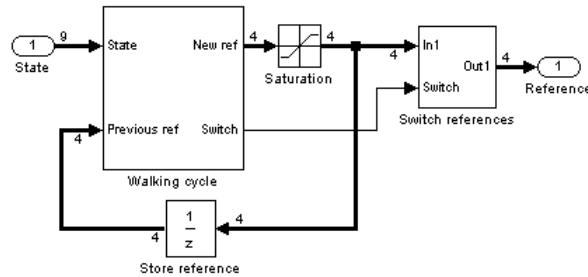 1
State
9
State
New ref
4
Saturation
4
4
In1
Out1
4
1
Reference
Switch
Switch references
Previous ref
4
Switch
Walking cycle
1
z
4
4
Store reference